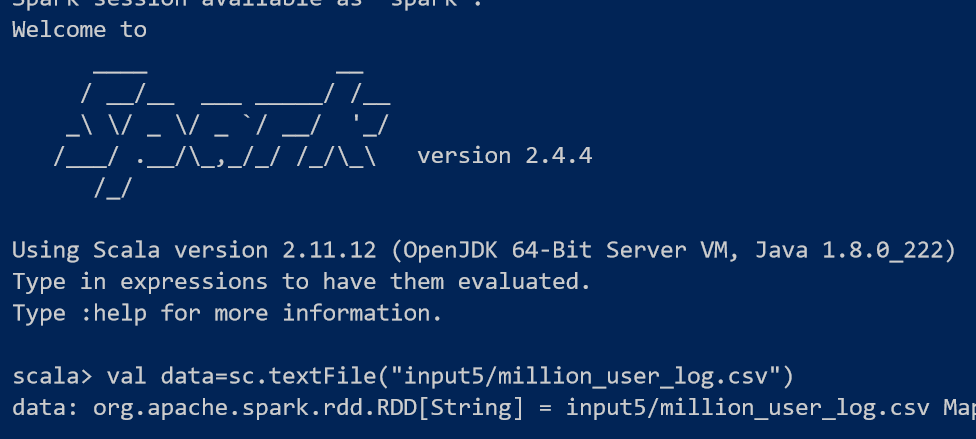 Spark session available as 'spark'.
Welcome to
      ____              __
     / __/__  ___ _____/ /__
    _\ \/ _ \/ _ `/ __/  '_/
   /___/ .__/\_,_/_/ /_/\_\   version 2.4.4
      /_/
Using Scala version 2.11.12 (OpenJDK 64-Bit Server VM, Java 1.8.0_222)
Type in expressions to have them evaluated.
Type :help for more information.
scala> val data=sc.textFile("input5/million_user_log.csv")
data: org.apache.spark.rdd.RDD[String] = input5/million_user_log.csv Map